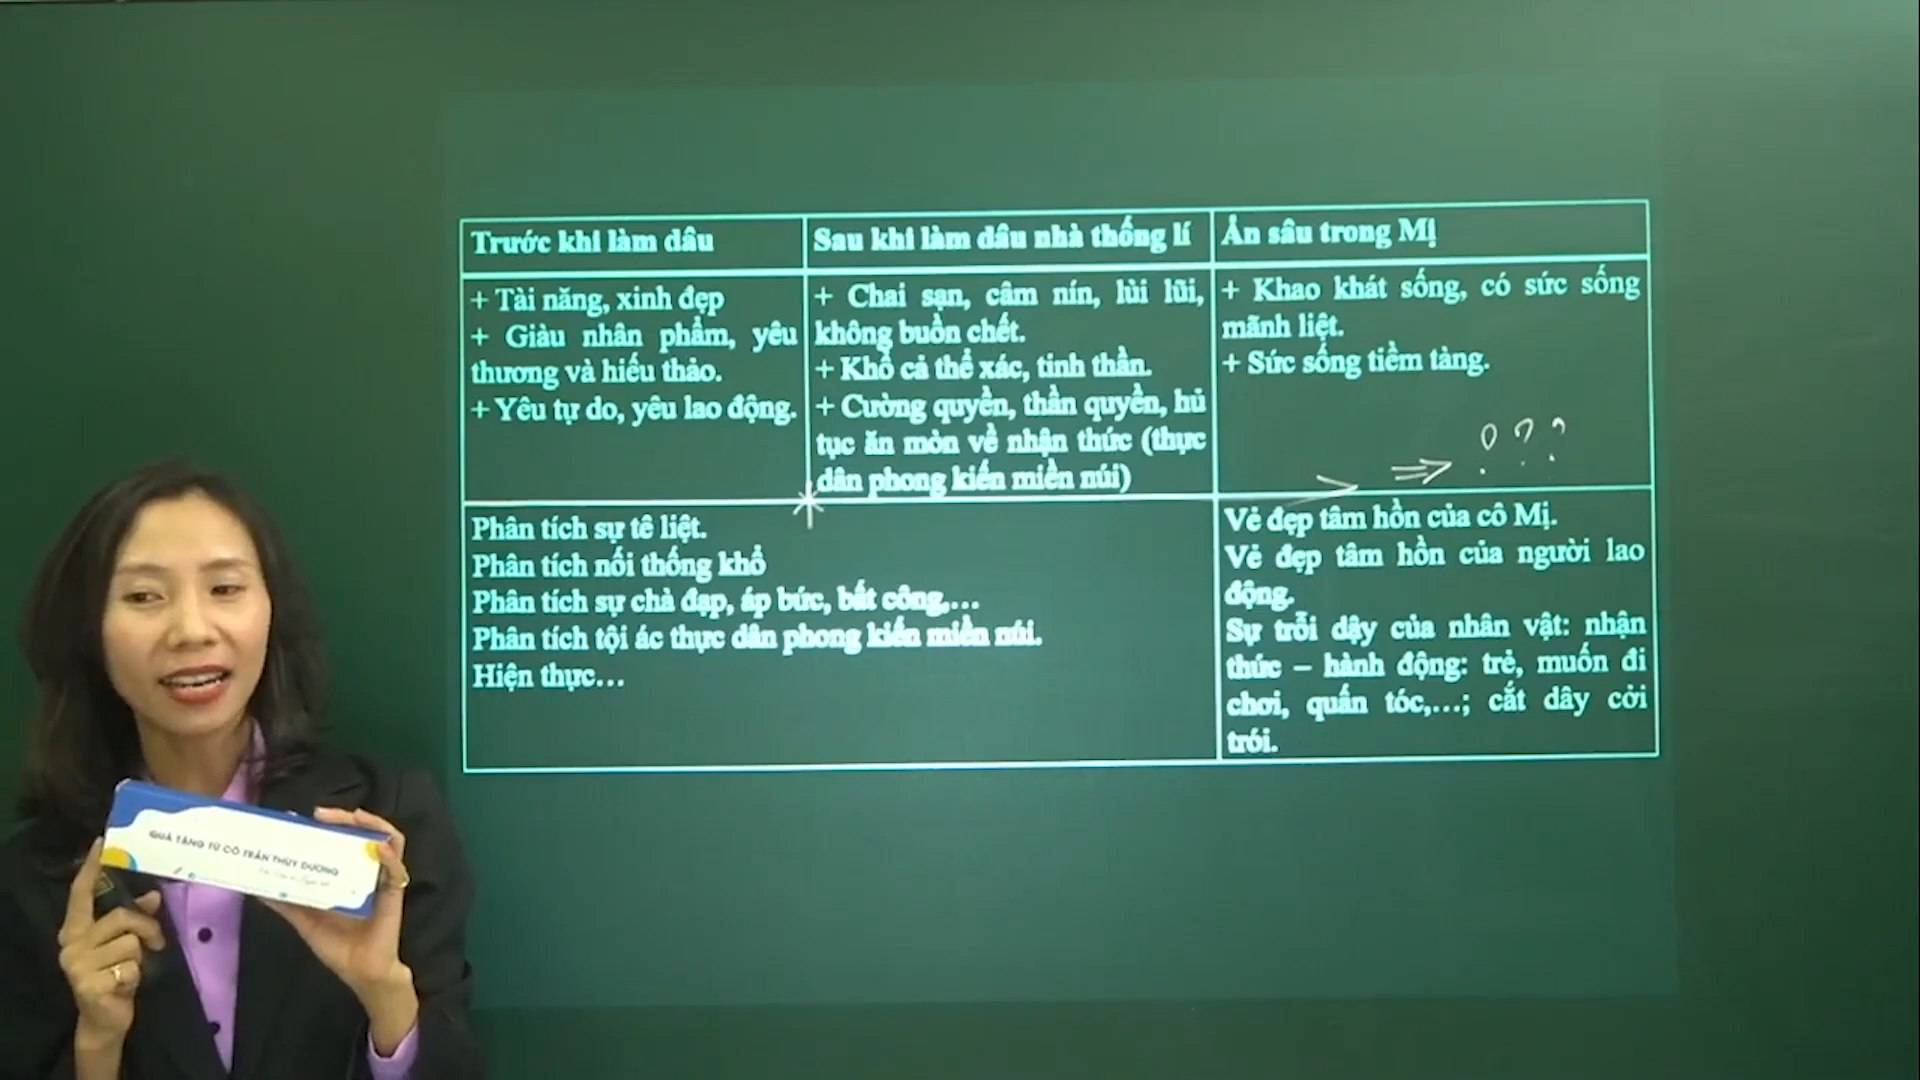 Trước khi làm dâu
Sau khi làm dâu nhà thống lí
Ẩn sâu trong Mị
+ Tài năng, xinh đẹp
+ Giàu nhân phẩm, yêu
thương và hiếu thảo.
+ Yêu tự do, yêu lao động.
+ Chai sạn, câm nín, lùi lũi,
không buồn chết.
+ Khổ cả thể xác, tinh thần.
+ Cường quyền, thần quyền, hủ
tục ăn mòn về nhận thức (thực
dân phong kiến miền núi)
+ Khao khát sống, có sức sống
mãnh liệt.
+ Sức sống tiềm tàng.
???
Phân tích sự tê liệt.
Phân tích nỗi thống khổ
Phân tích sự chà đạp, áp bức, bất công,...
Phân tích tội ác thực dân phong kiến miền núi.
Hiện thực...
Vẻ đẹp tâm hồn của cô Mị.
Vẻ đẹp tâm hồn của người lao
động.
Sự trỗi dậy của nhân vật: nhận
thức – hành động: trẻ, muốn đi
chơi, quấn tóc,...; cắt dây cởi
trói.
QUÀ TẶNG TỪ CÔ TRẦN THÙY DƯƠNG